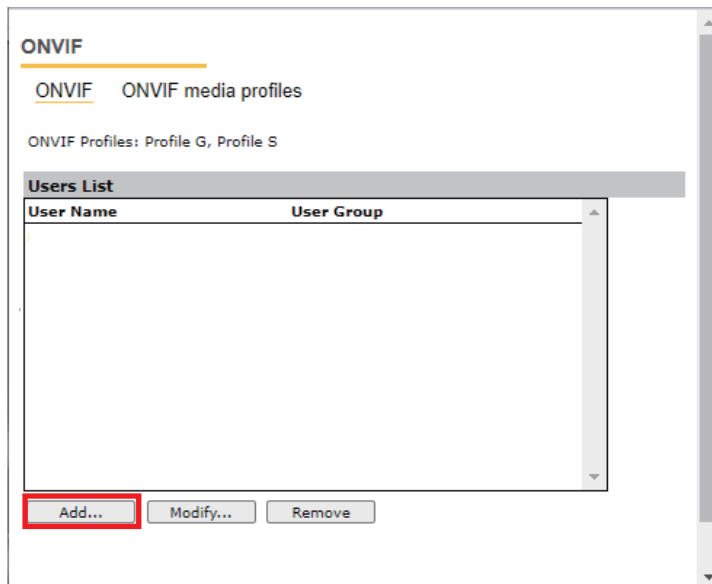 ONVIF
ONVIF ONVIF media profiles
ONVIF Profiles: Profile G, Profile S
Users List
User Name User Group
Add... Modify... Remove